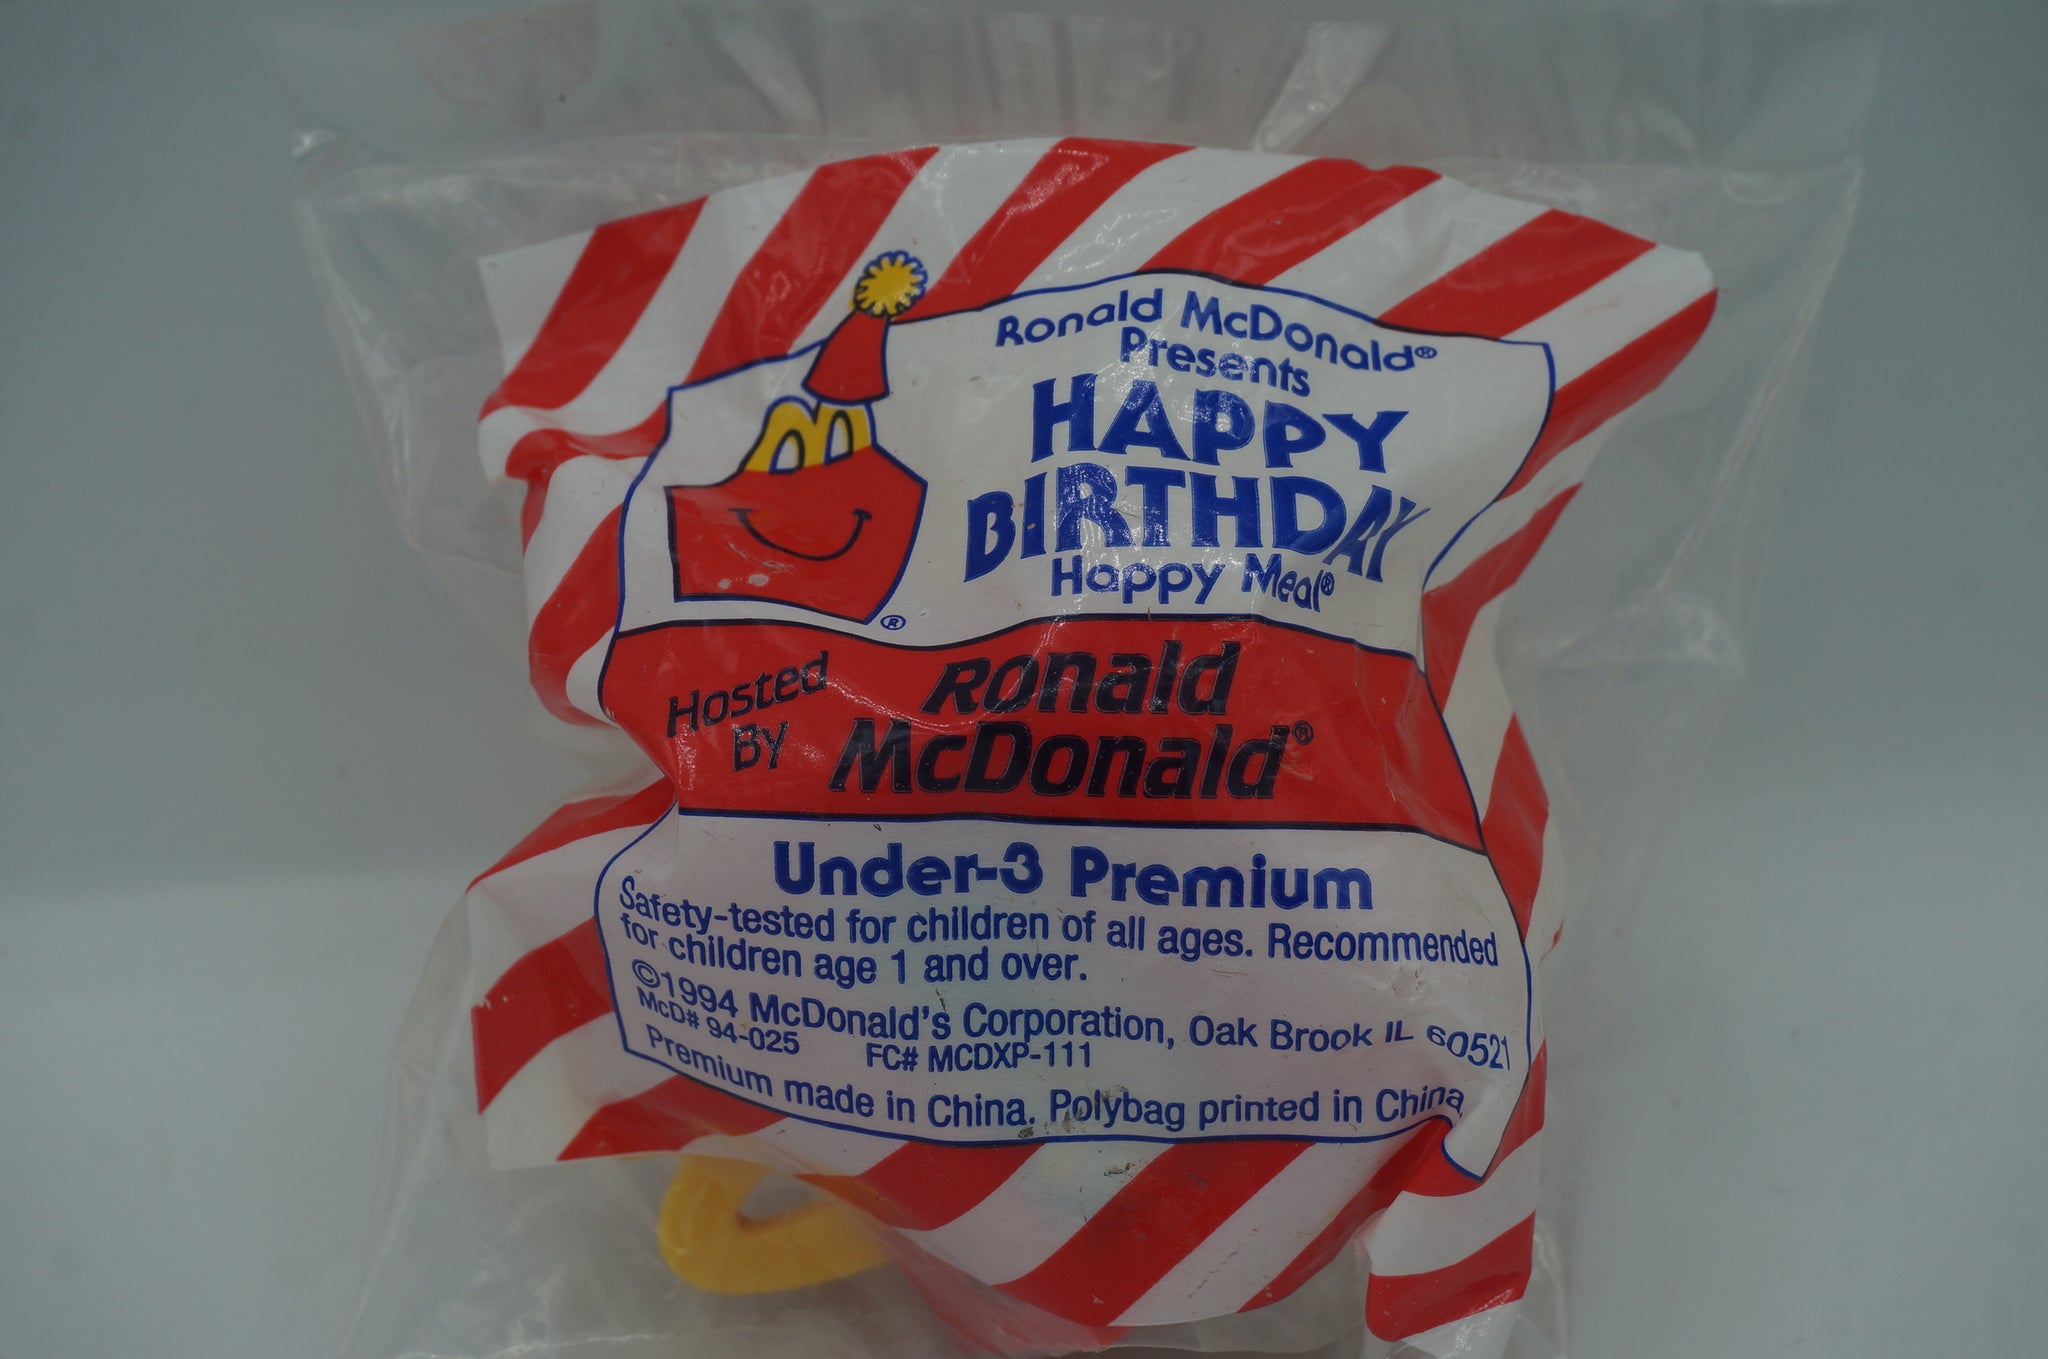 Ronald McDonald®
Presents
HAPPY
BIRTHDAY
Happy Meal®
®
Hosted
By
Ronald
McDonald®
Under-3 Premium
Safety-tested for children of all ages. Recommended
for children age 1 and over.
©1994 McDonald's Corporation, Oak Brook IL 60521
McD# 94-025 FC# MCDXP-111
Premium made in China. Polybag printed in China